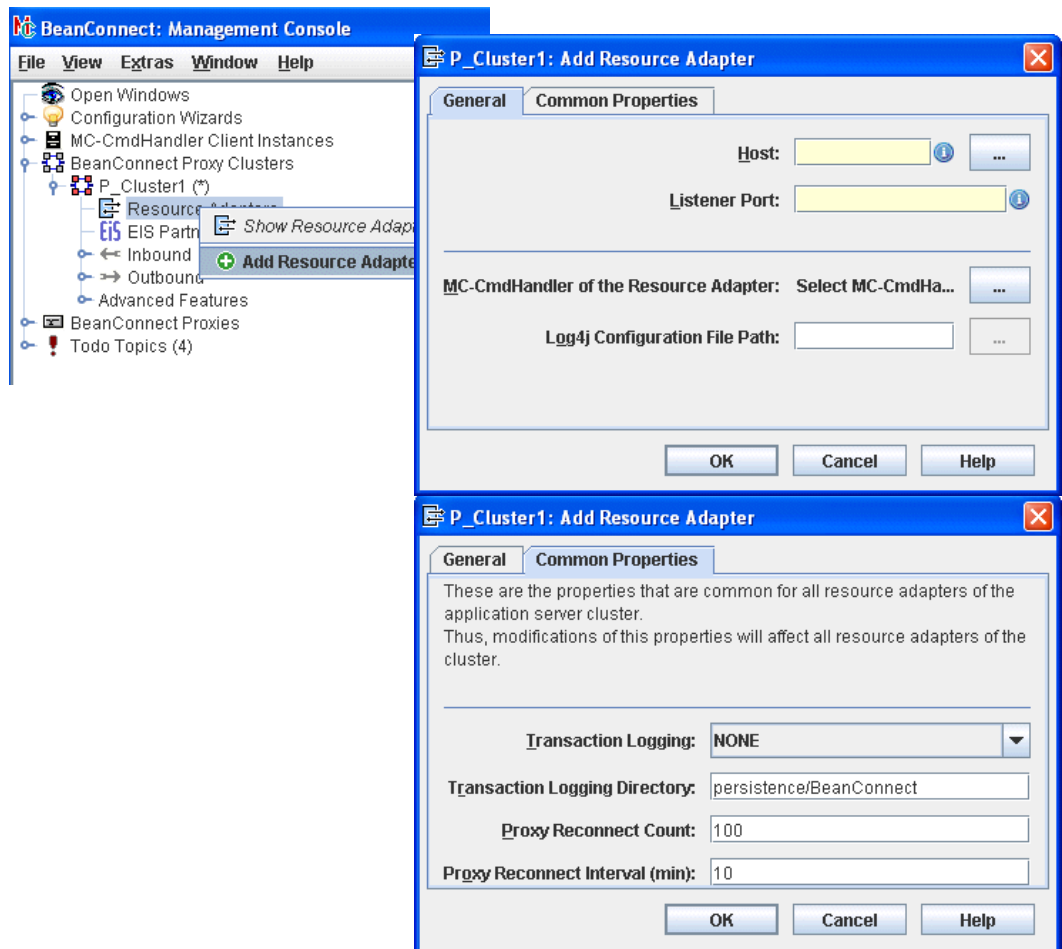 BeanConnect: Management Console
File View Extras Window Help
Open Windows
Configuration Wizards
MC-CmdHandler Client Instances
BeanConnect Proxy Clusters
P_Cluster1 (*)
Resource
EIS Partn
Inbound
Outbound
Advanced Features
BeanConnect Proxies
Todo Topics (4)
Show Resource Adapt
Add Resource Adapte
P_Cluster1: Add Resource Adapter
General Common Properties
Host: ...
Listener Port:
MC-CmdHandler of the Resource Adapter: Select MC-CmdHa... ...
Log4j Configuration File Path: ...
OK Cancel Help
P_Cluster1: Add Resource Adapter
General Common Properties
These are the properties that are common for all resource adapters of the
application server cluster.
Thus, modifications of this properties will affect all resource adapters of the
cluster.
Transaction Logging: NONE
Transaction Logging Directory: persistence/BeanConnect
Proxy Reconnect Count: 100
Proxy Reconnect Interval (min): 10
OK Cancel Help